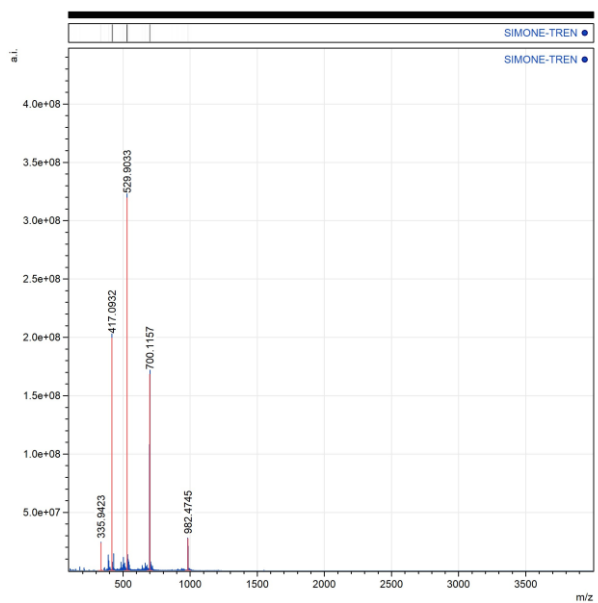 SIMONE-TREN
SIMONE-TREN
a.i.
4.0e+08
3.5e+08
3.0e+08
2.5e+08
2.0e+08
1.5e+08
1.0e+08
5.0e+07
335.9423
417.0932
529.9033
700.1157
982.4745
500
1000
1500
2000
2500
3000
3500
m/z